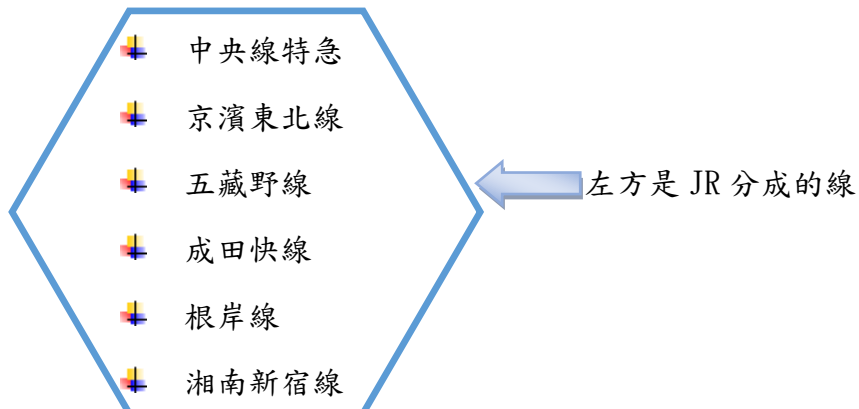 中央線特急
京濱東北線
五藏野線
左方是 JR 分成的線
成田快線
根岸線
湘南新宿線